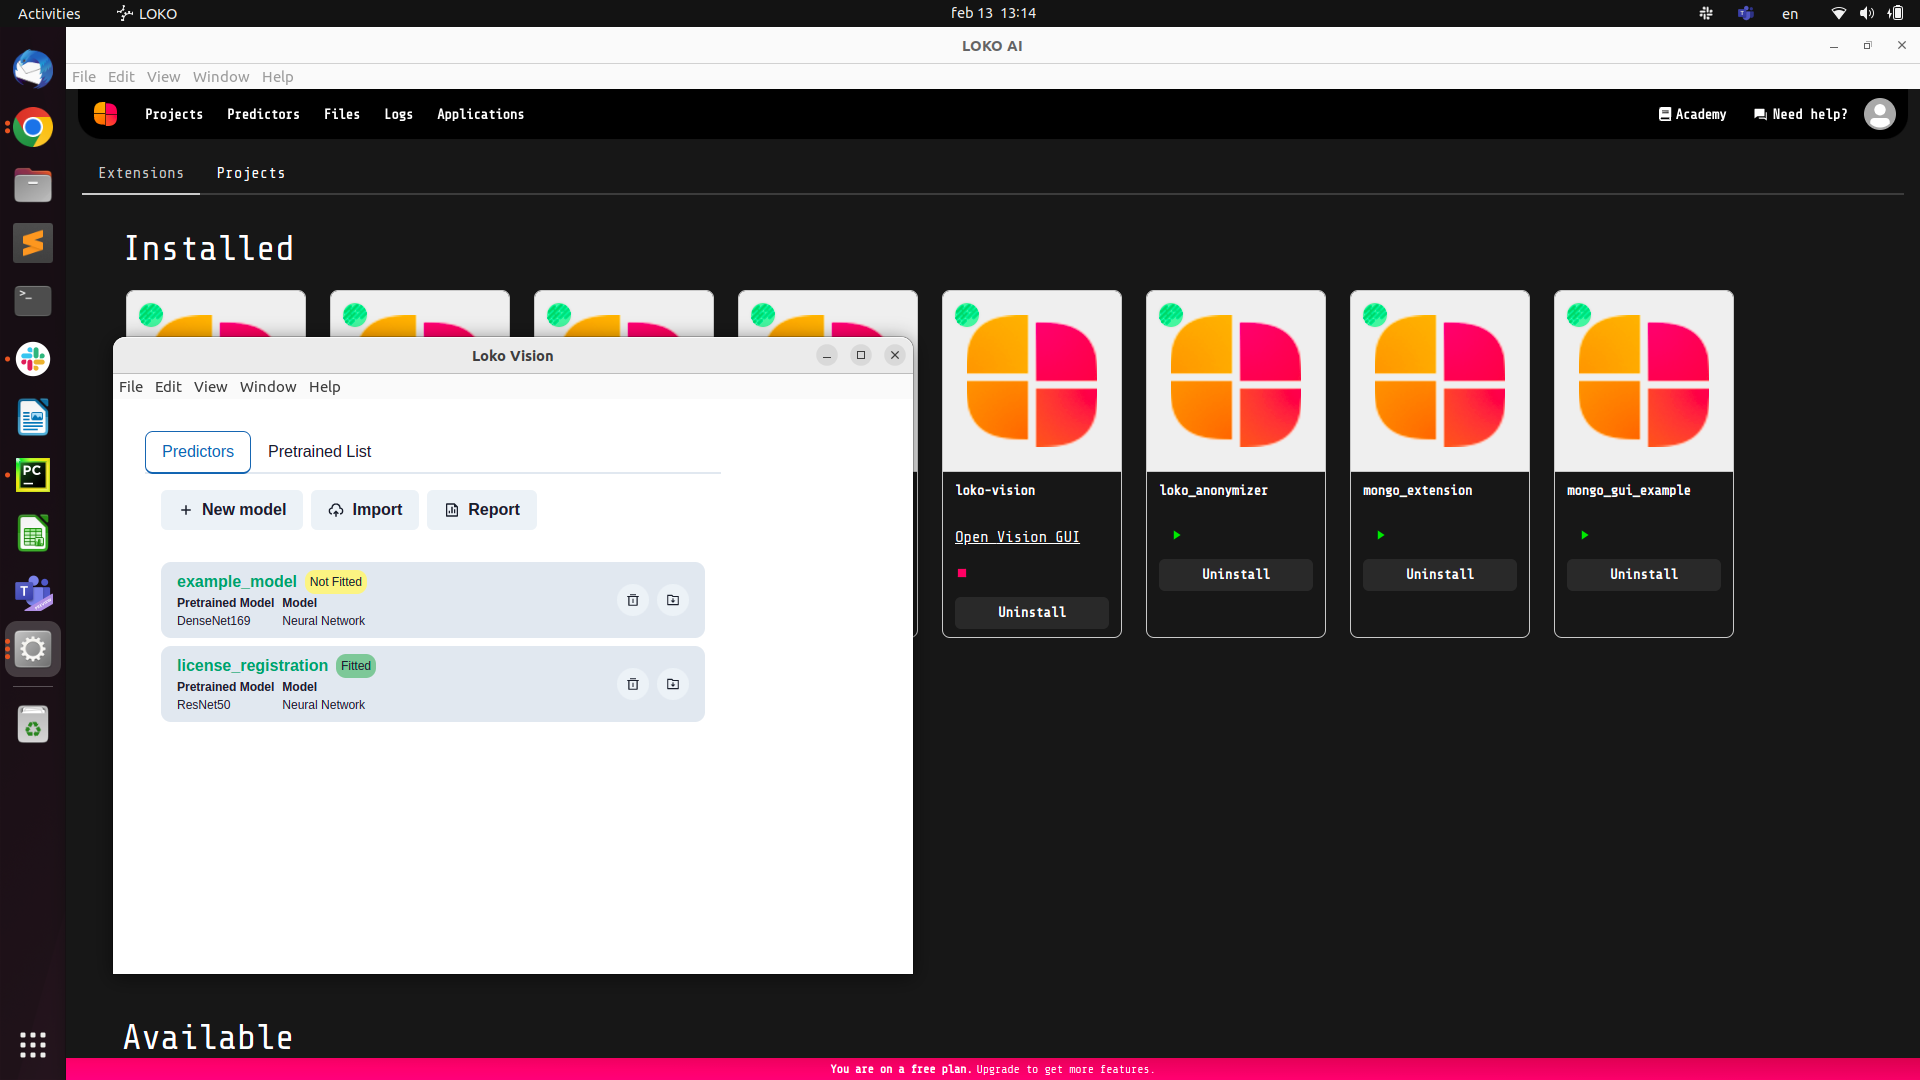 Activities
LOKO
feb 13 13:14
en
LOKO AI
File Edit View Window Help
Projects Predictors Files Logs Applications
Academy
Need help?
Extensions
Projects
Installed
Loko Vision
File Edit View Window Help
Predictors
Pretrained List
New model
Import
Report
example_model
Not Fitted
Pretrained Model Model
DenseNet169 Neural Network
license_registration
Fitted
Pretrained Model Model
ResNet50 Neural Network
loko-vision
Open Vision GUI
Uninstall
loko_anonymizer
Uninstall
mongo_extension
Uninstall
mongo_gui_example
Uninstall
PC
T
Available
You are on a free plan. Upgrade to get more features.